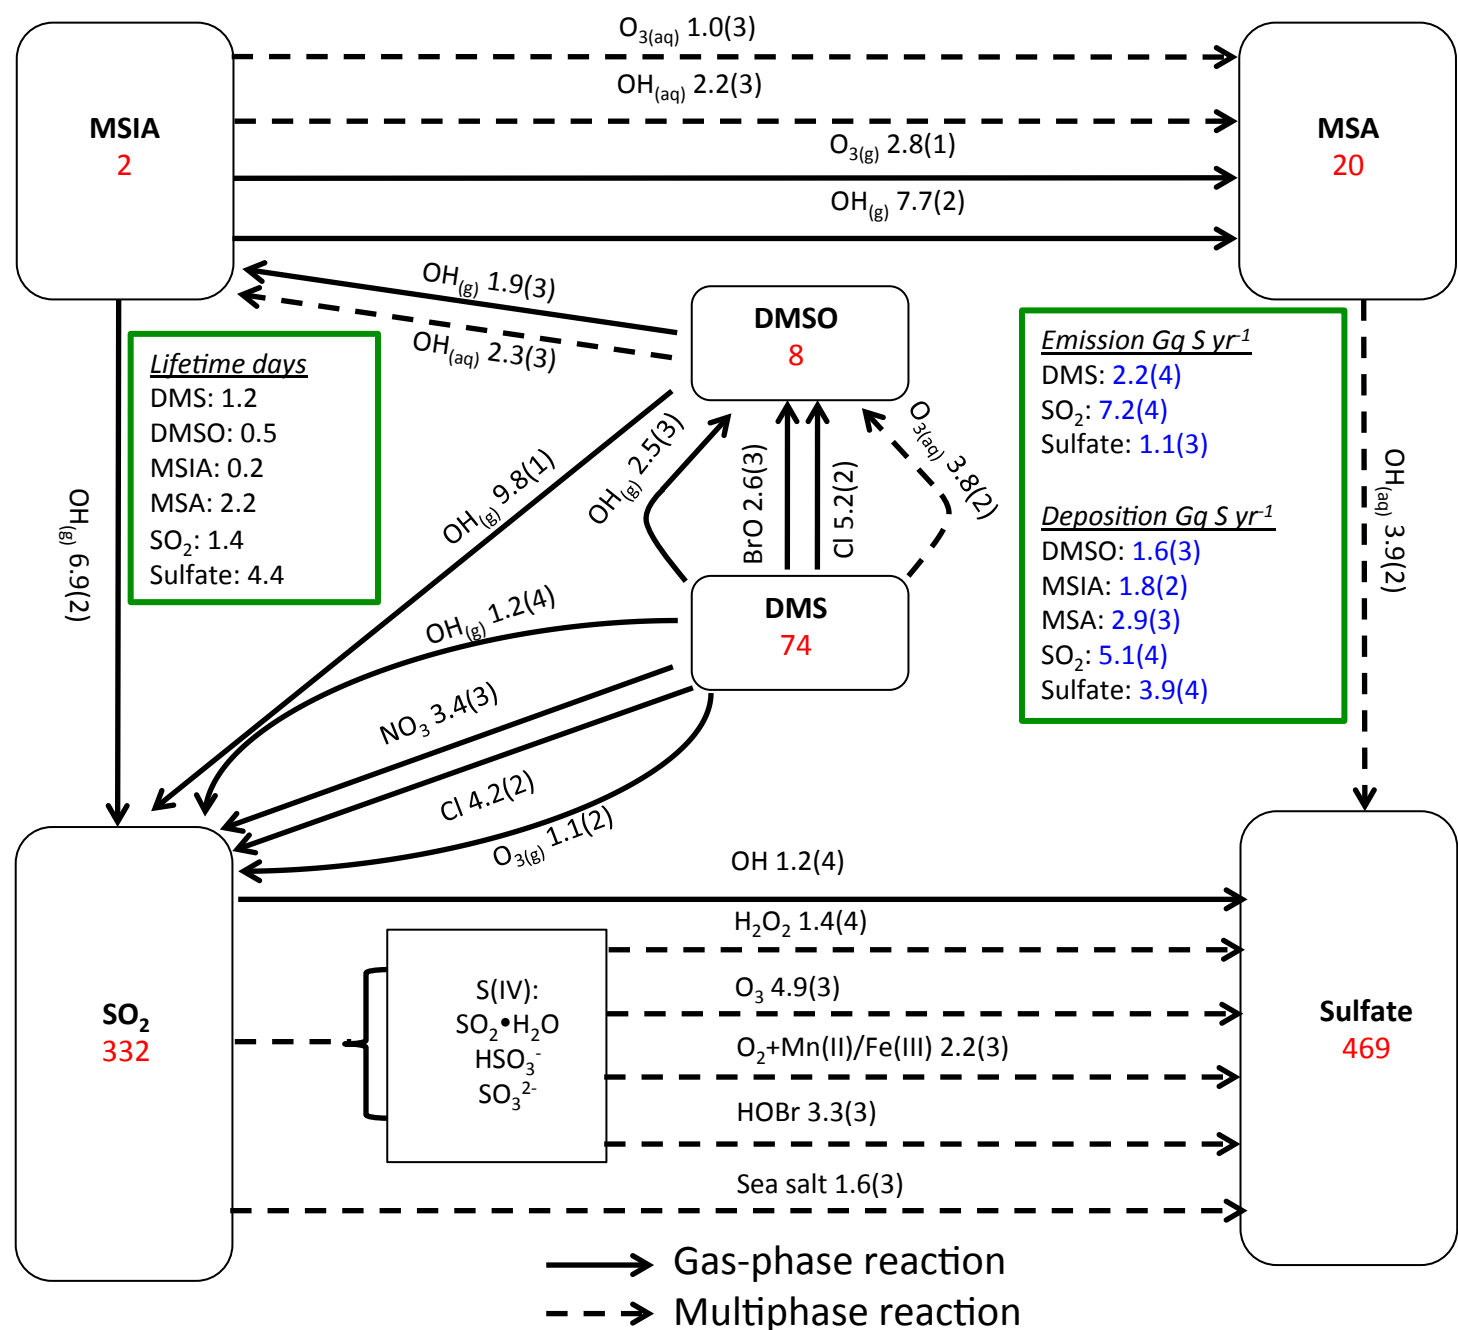 O3(aq) 1.0(3)
OH(aq) 2.2(3)
O3(g) 2.8(1)
OH(g) 7.7(2)
MSIA
2
MSA
20
OH(g) 1.9(3)
OH(aq) 2.3(3)
DMSO
8
Lifetime days
DMS: 1.2
DMSO: 0.5
MSIA: 0.2
MSA: 2.2
SO2: 1.4
Sulfate: 4.4
Emission Gg S yr-1
DMS: 2.2(4)
SO2: 7.2(4)
Sulfate: 1.1(3)
Deposition Gg S yr-1
DMSO: 1.6(3)
MSIA: 1.8(2)
MSA: 2.9(3)
SO2: 5.1(4)
Sulfate: 3.9(4)
OH(g) 6.9(2)
OH(g) 9.8(1)
OH(g) 2.5(3)
BrO 2.6(3)
Cl 5.2(2)
O3(aq) 3.8(2)
OH(aq) 3.9(2)
DMS
74
OH(g) 1.2(4)
NO3 3.4(3)
Cl 4.2(2)
O3(g) 1.1(2)
OH 1.2(4)
H2O2 1.4(4)
O3 4.9(3)
O2+Mn(II)/Fe(III) 2.2(3)
HOBr 3.3(3)
Sea salt 1.6(3)
S(IV):
SO2•H2O
HSO3-
SO32-
SO2
332
Sulfate
469
Gas-phase reaction
Multiphase reaction